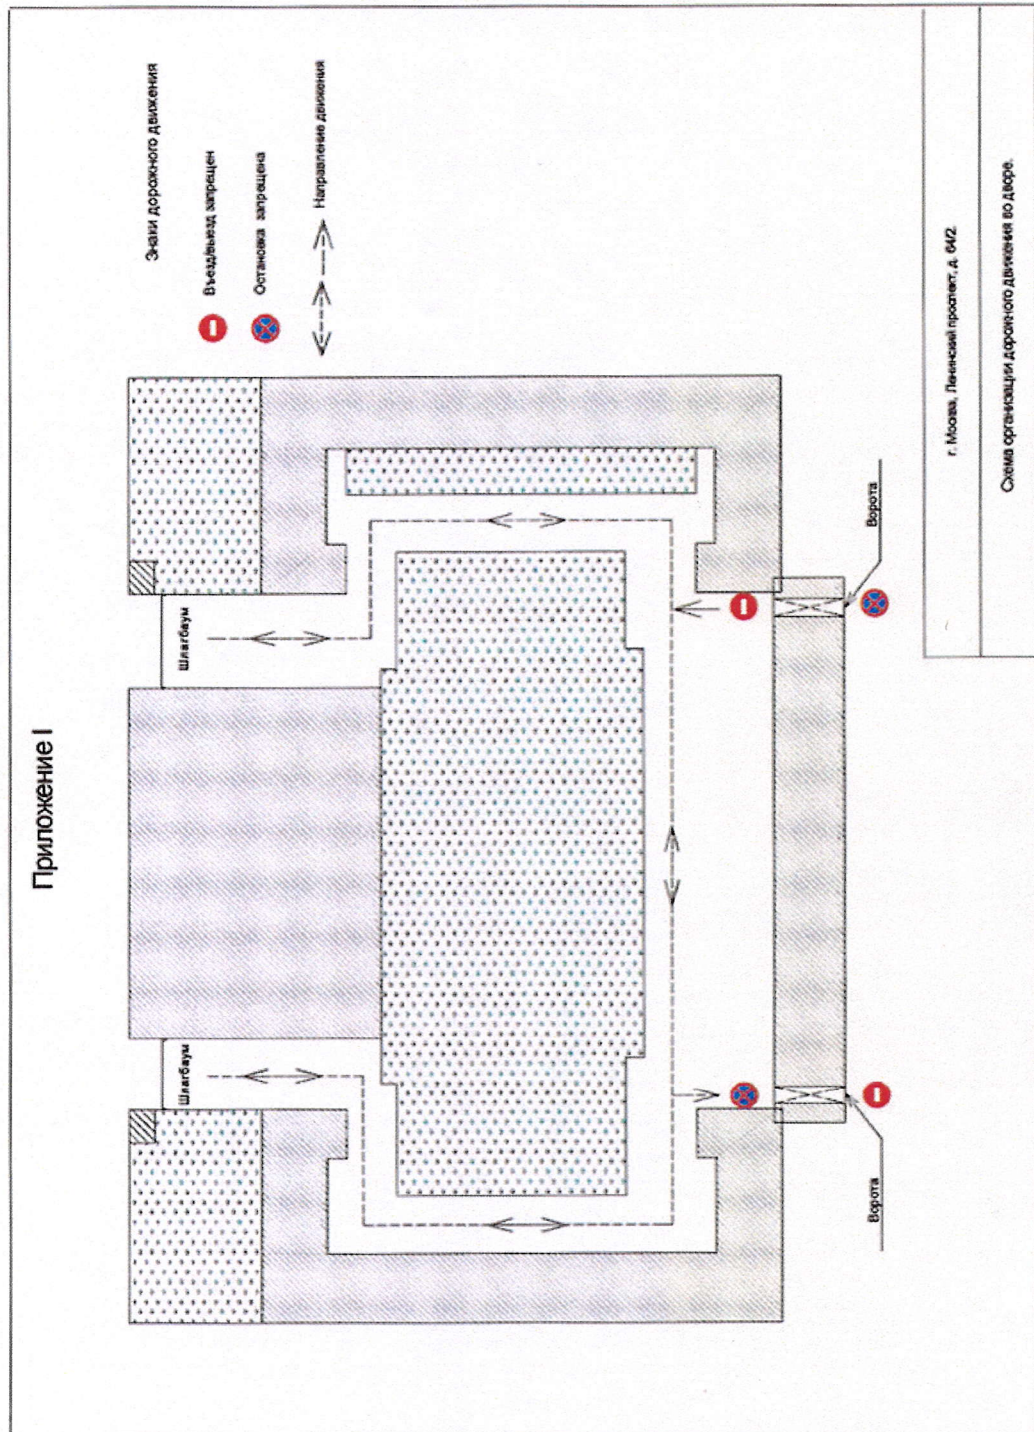 Приложение I
Знаки дорожного движения
Въезд/выезд запрещен
Остановка запрещена
Направление движения
Шлагбаум
Шлагбаум
Ворота
Ворота
г. Москва, Ленинский проспект, д. 64/2.
Схема организации дорожного движения во дворе.